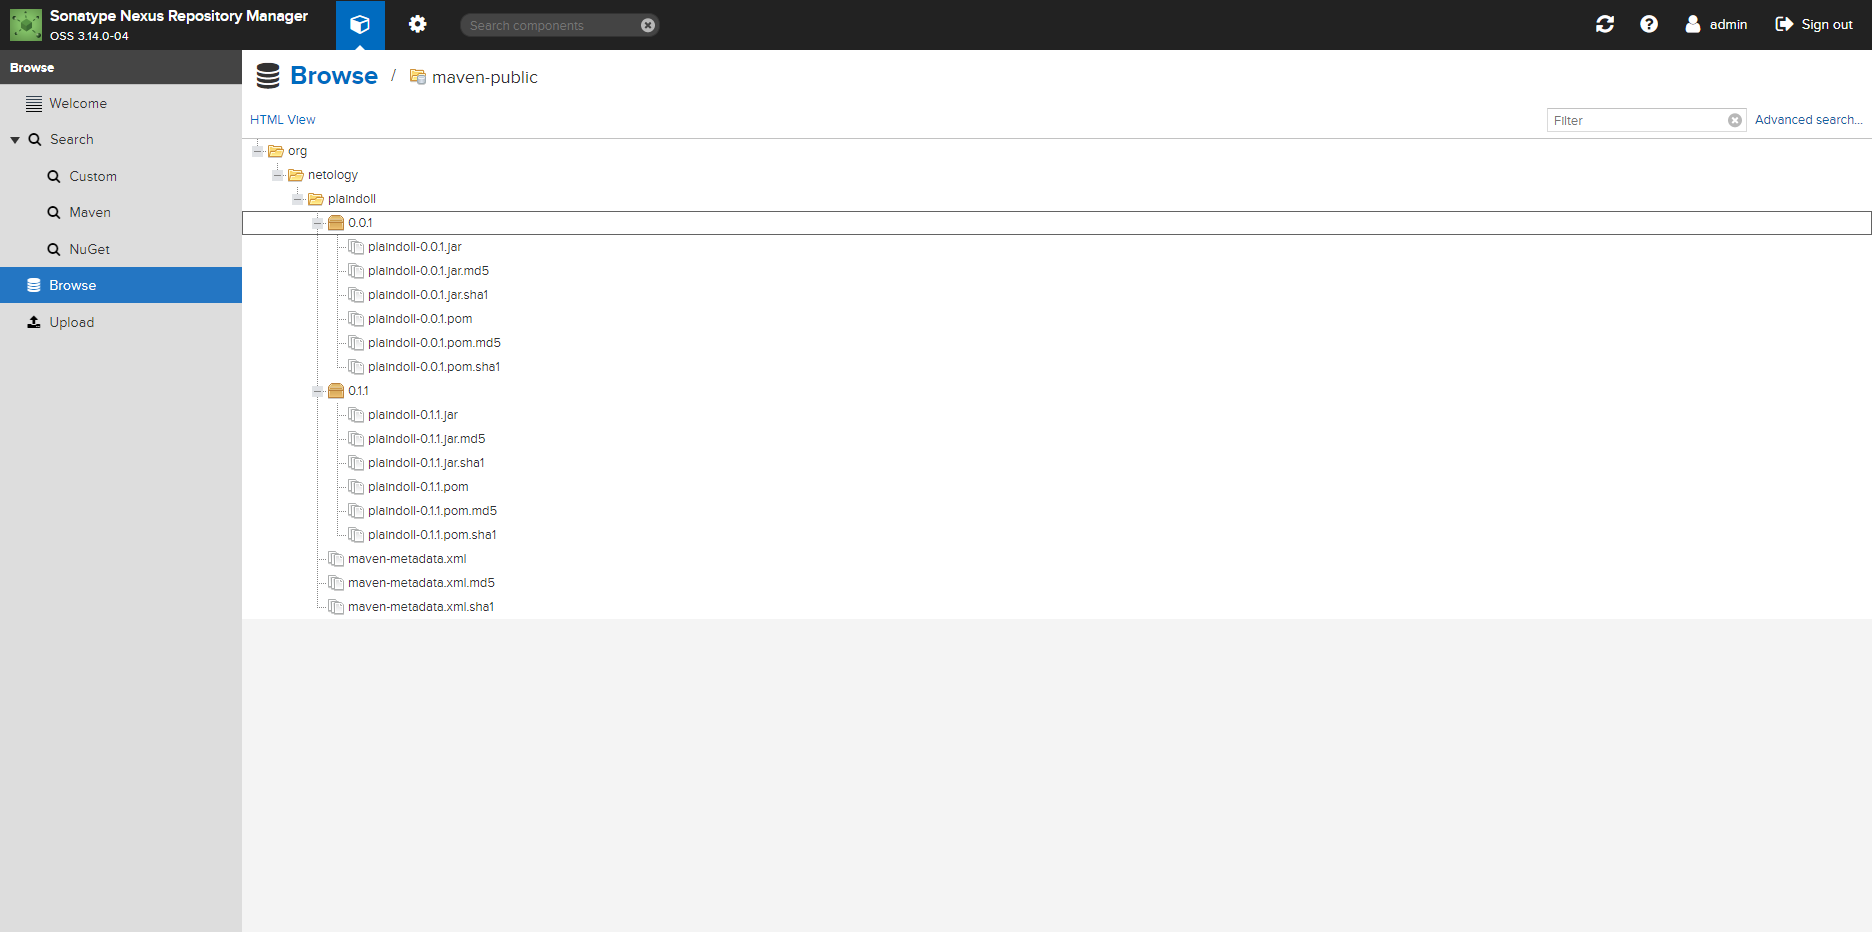 Sonatype Nexus Repository Manager
OSS 3.14.0-04
Search components
admin
Sign out
Browse
Welcome
Search
Custom
Maven
NuGet
Browse
Upload
Browse / maven-public
HTML View
Filter
Advanced search...
org
netology
plaindoll
0.0.1
plaindoll-0.0.1.jar
plaindoll-0.0.1.jar.md5
plaindoll-0.0.1.jar.sha1
plaindoll-0.0.1.pom
plaindoll-0.0.1.pom.md5
plaindoll-0.0.1.pom.sha1
0.1.1
plaindoll-0.1.1.jar
plaindoll-0.1.1.jar.md5
plaindoll-0.1.1.jar.sha1
plaindoll-0.1.1.pom
plaindoll-0.1.1.pom.md5
plaindoll-0.1.1.pom.sha1
maven-metadata.xml
maven-metadata.xml.md5
maven-metadata.xml.sha1